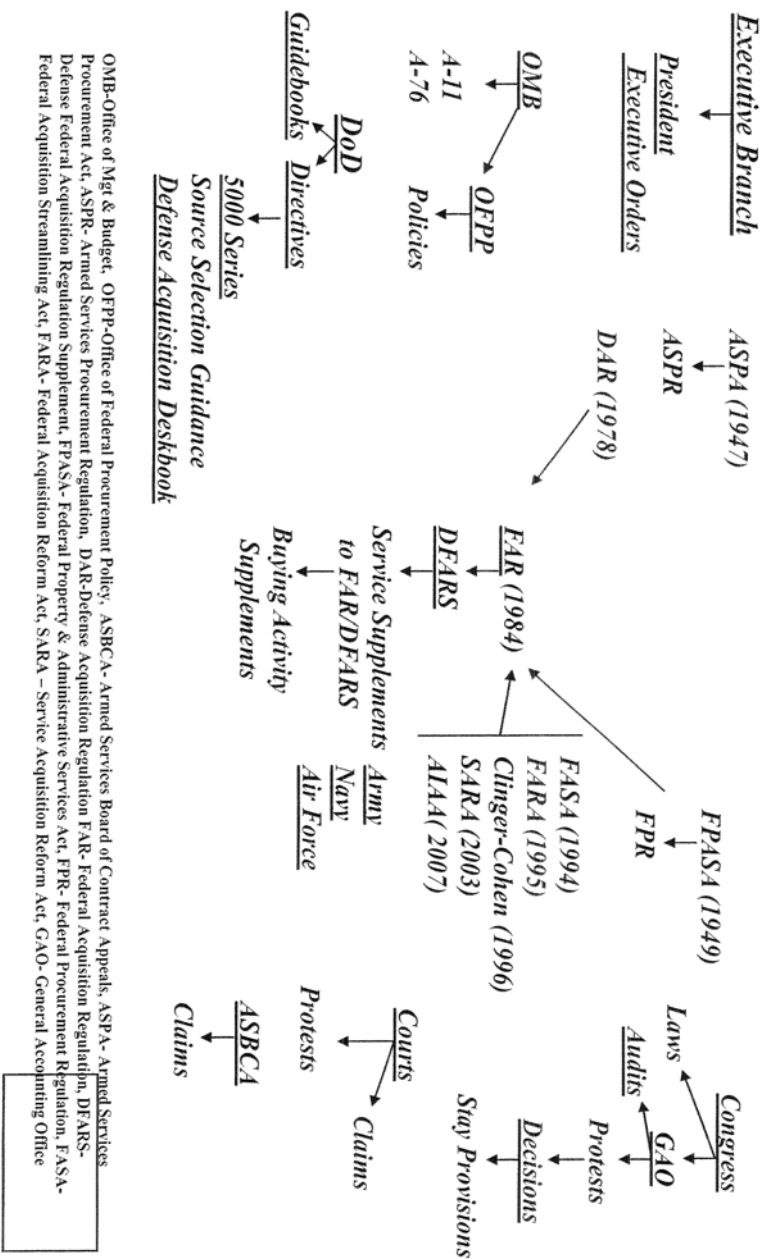 Executive Branch
President
Executive Orders
OMB
A-11
A-76
OFPP
Policies
DoD
Guidebooks
Directives
5000 Series
Source Selection Guidance
Defense Acquisition Deskbook
ASPA (1947)
ASPR
DAR (1978)
FAR (1984)
DFARS
Service Supplements
to FAR/DFARS
Buying Activity
Supplements
FPASA (1949)
FPR
FASA (1994)
FARA (1995)
Clinger-Cohen (1996)
SARA (2003)
AIAA( 2007)
Army
Navy
Air Force
Congress
Laws
GAO
Audits
Protests
Decisions
Stay Provisions
Courts
Protests
Claims
ASBCA
Claims
OMB-Office of Mgt & Budget, OFPP-Office of Federal Procurement Policy, ASBCA- Armed Services Board of Contract Appeals, ASPA- Armed Services
Procurement Act, ASPR- Armed Services Procurement Regulation, DAR-Defense Acquisition Regulation FAR- Federal Acquisition Regulation, DFARS-
Defense Federal Acquisition Regulation Supplement, FPASA- Federal Property & Administrative Services Act, FPR- Federal Procurement Regulation, FASA-
Federal Acquisition Streamlining Act, FARA- Federal Acquisition Reform Act, SARA – Service Acquisition Reform Act, GAO- General Accounting Office